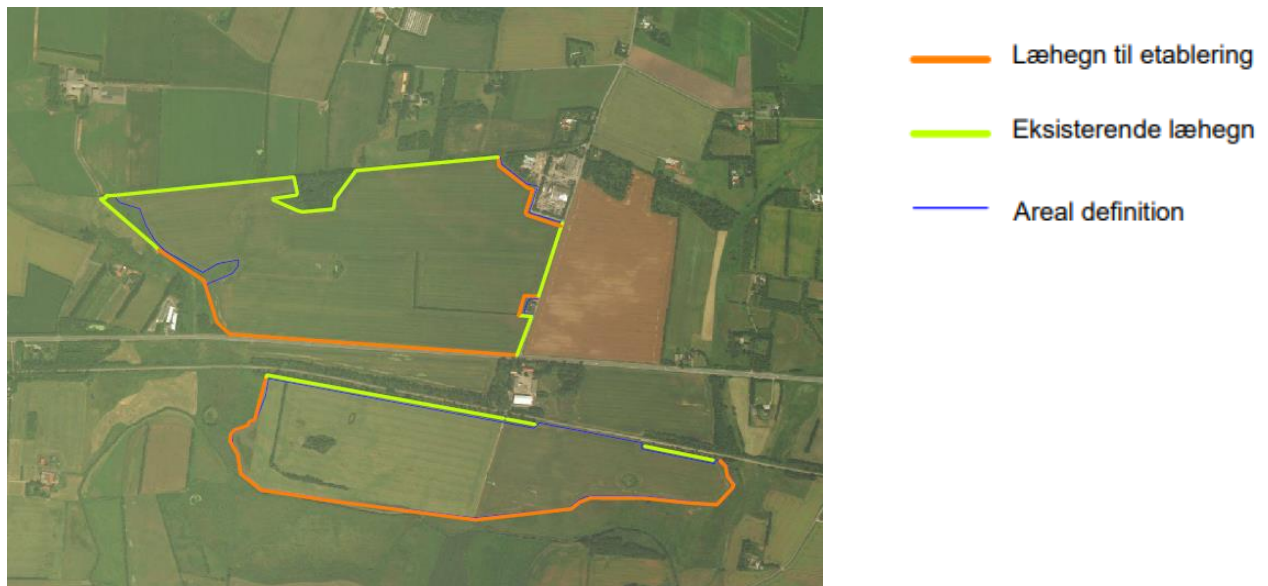 Læhegn til etablering
Eksisterende læhegn
Areal definition